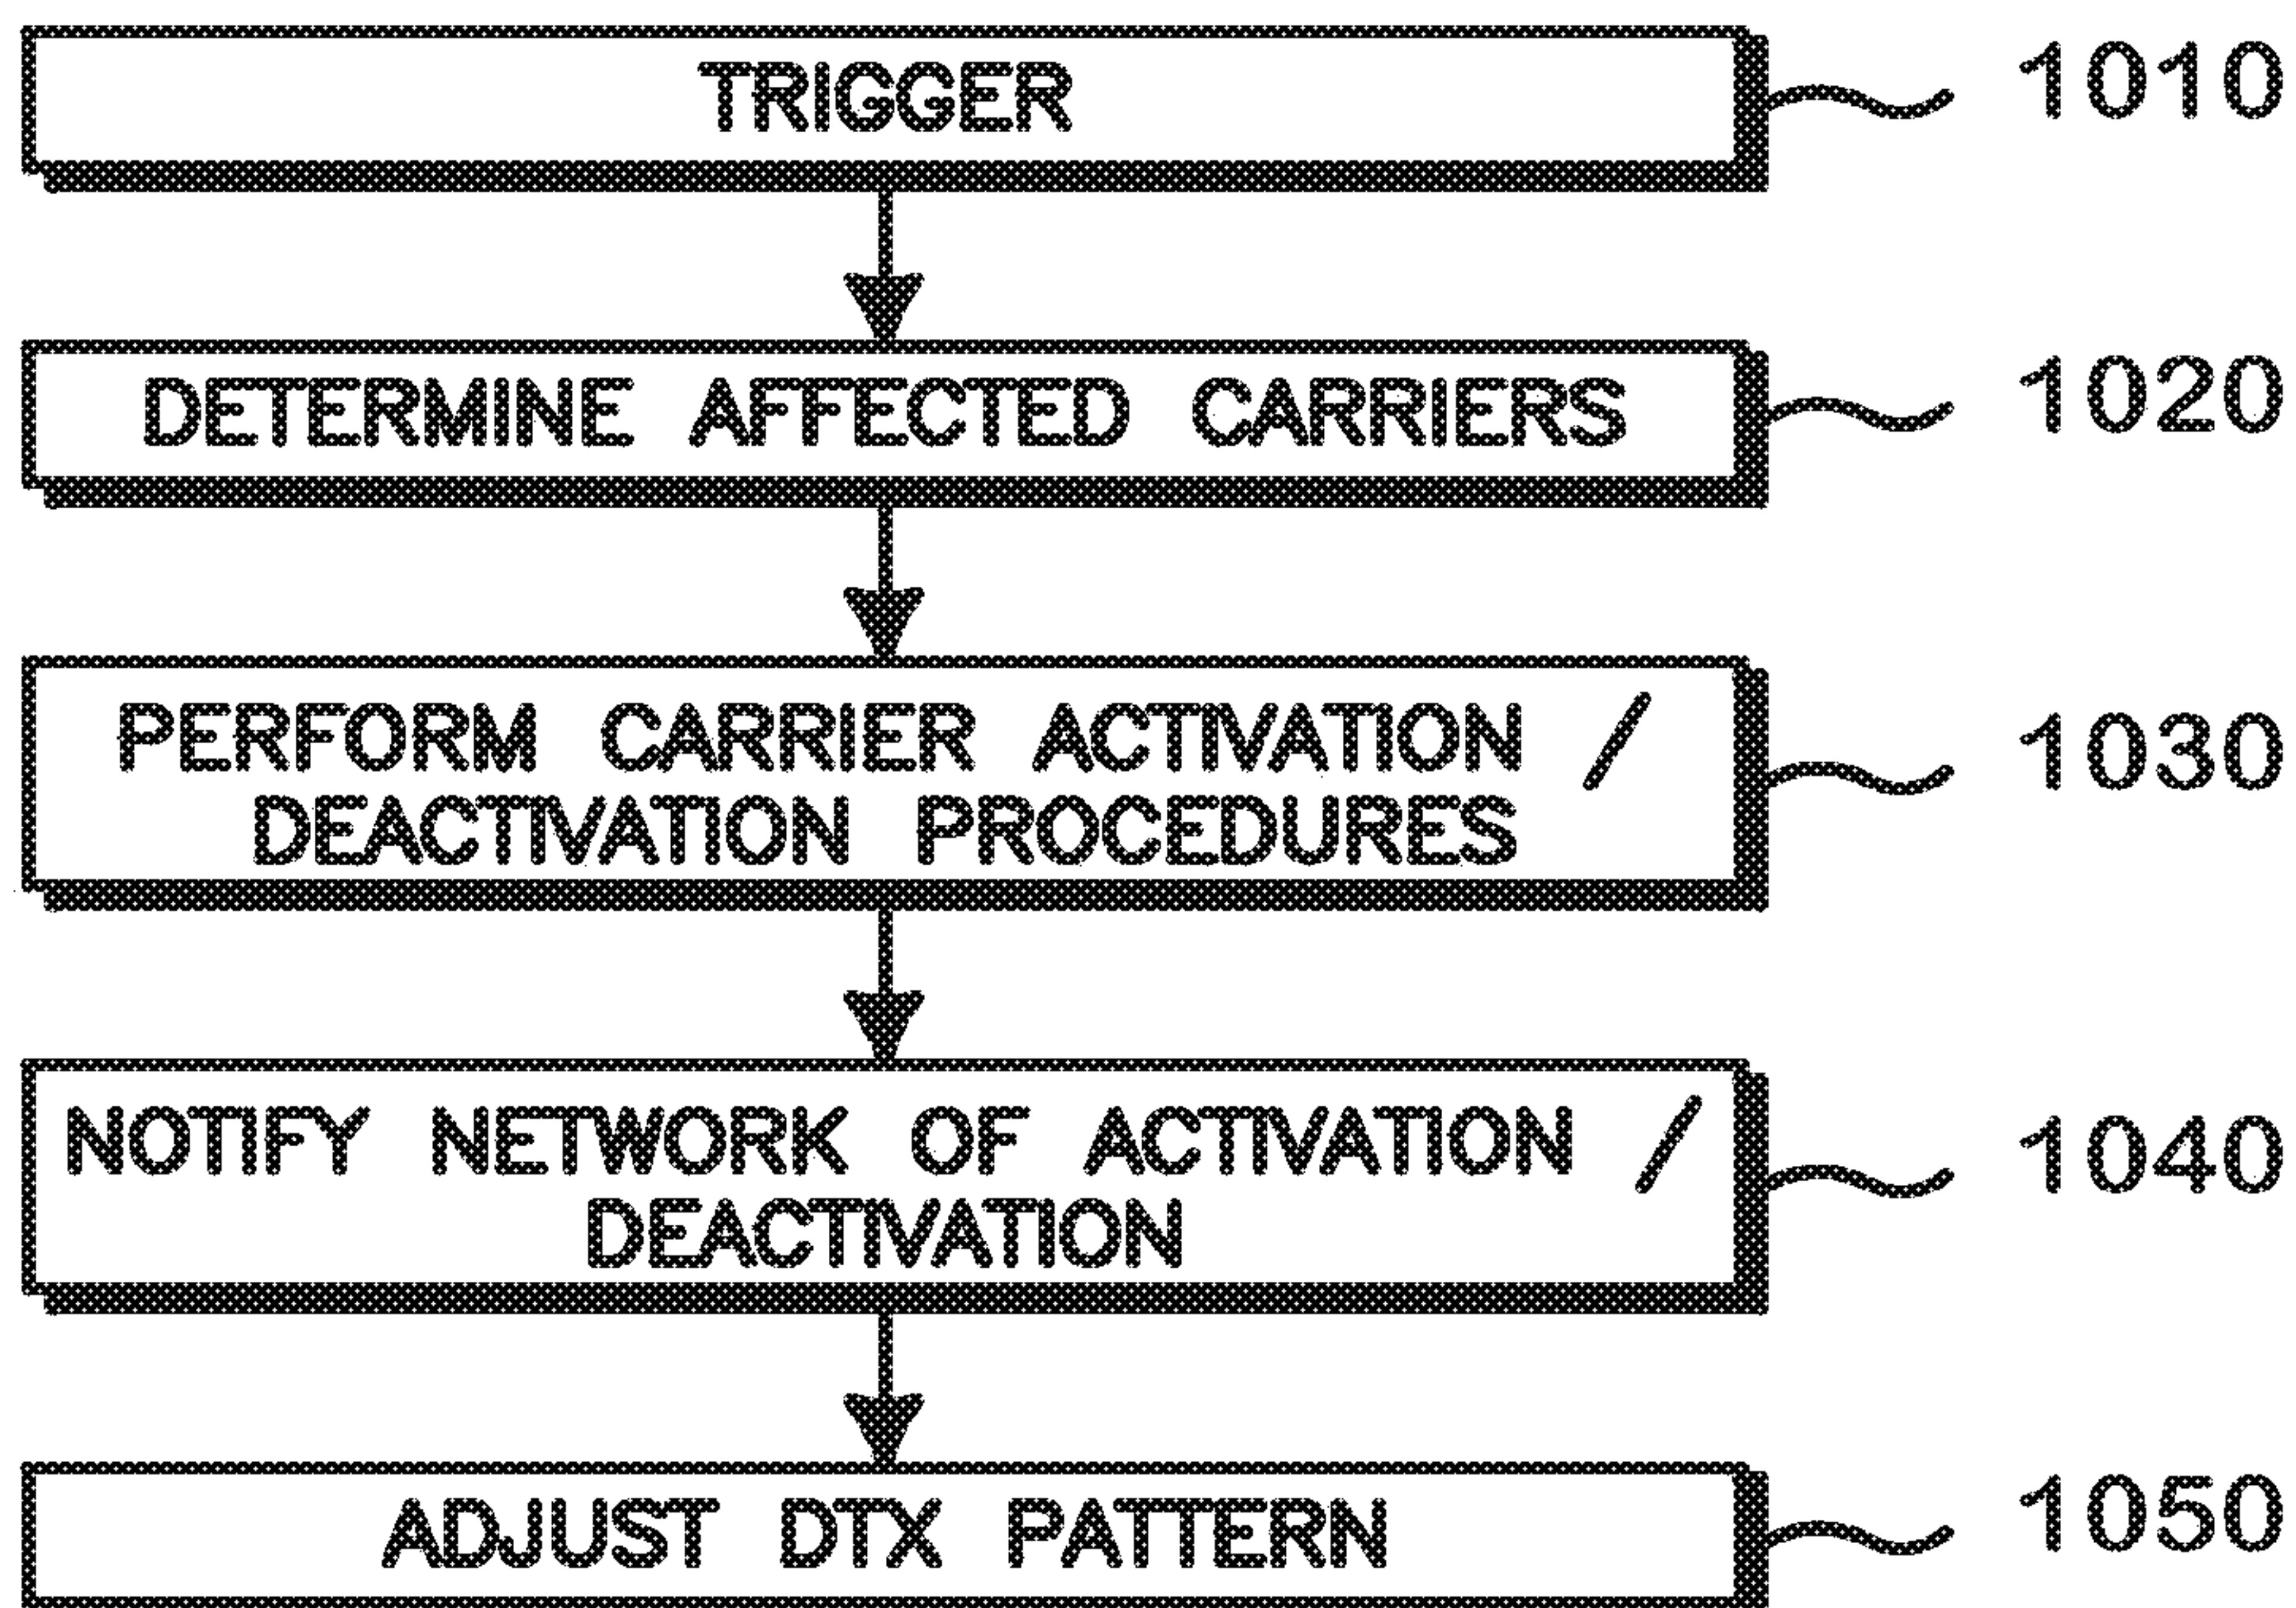 TRIGGER 1010
DETERMINE AFFECTED CARRIERS 1020
PERFORM CARRIER ACTIVATION /
DEACTIVATION PROCEDURES
1030
NOTIFY NETWORK OF ACTIVATION /
DEACTIVATION
1040
ADJUST DTX PATTERN 1050